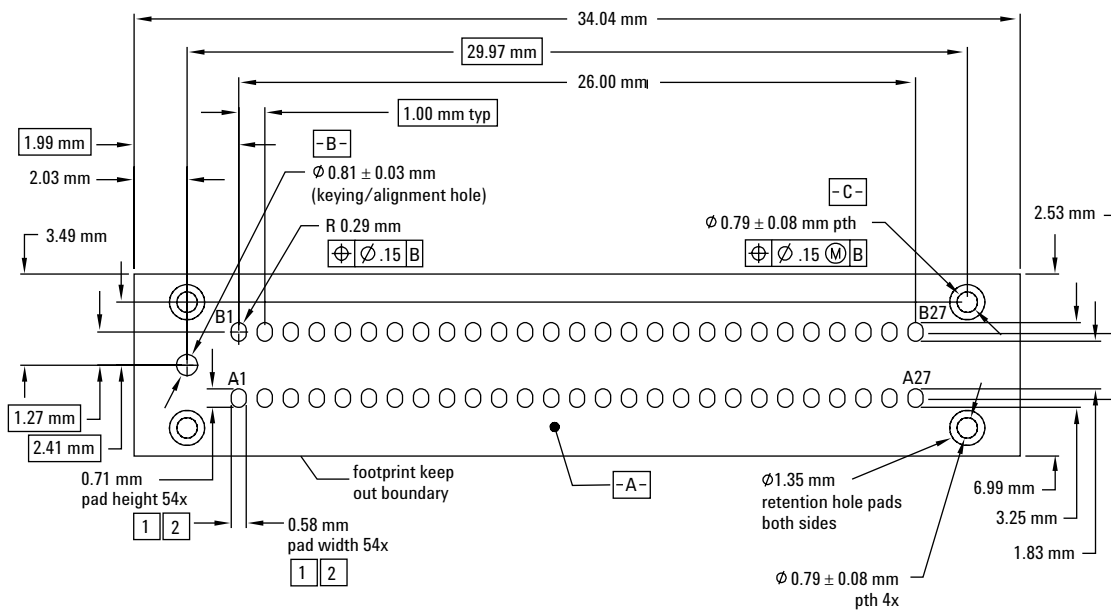 34.04 mm
29.97 mm
26.00 mm
1.00 mm typ
1.99 mm
-B-
2.03 mm
Ø 0.81 ± 0.03 mm
(keying/alignment hole)
-C-
Ø 0.79 ± 0.08 mm pth
2.53 mm
3.49 mm
R 0.29 mm
⌖ Ø .15 B
⌖ Ø .15 Ⓜ B
B1
B27
A1
A27
1.27 mm
2.41 mm
0.71 mm
pad height 54x
1 2
footprint keep
out boundary
-A-
Ø1.35 mm
retention hole pads
both sides
6.99 mm
3.25 mm
1.83 mm
0.58 mm
pad width 54x
1 2
Ø 0.79 ± 0.08 mm
pth 4x